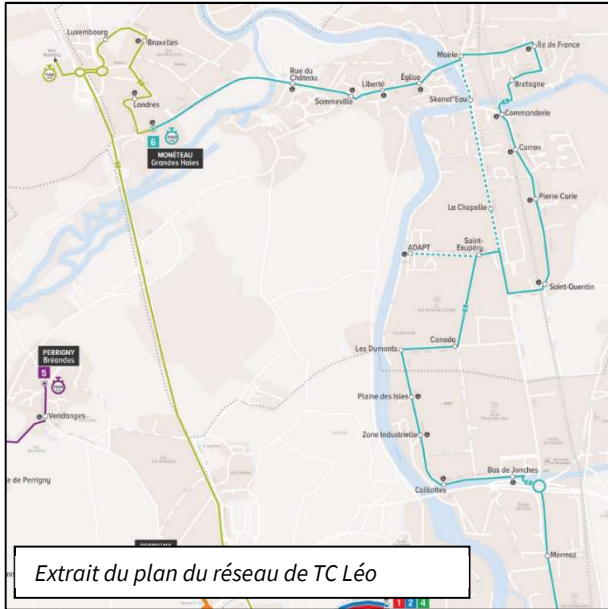 Luxembourg
Bruxelles
Londres
6
MONÉTEAU
Grandes Haies
Rue du
Château
Sommeville
Liberté
Église
Mairie
Île de France
Bretagne
Skenet'Eau
Commanderie
Carron
Pierre Curie
La Chapelle
ADAPT
Saint-
Exupéry
Saint-Quentin
Les Dumonts
Canada
PERRIGNY
Bréandes
5
Vendanges
Plaine des Isles
Zone Industrielle
Bas de Jonches
Caillottes
e de Perrigny
Mermoz
1 2 4
Extrait du plan du réseau de TC Léo